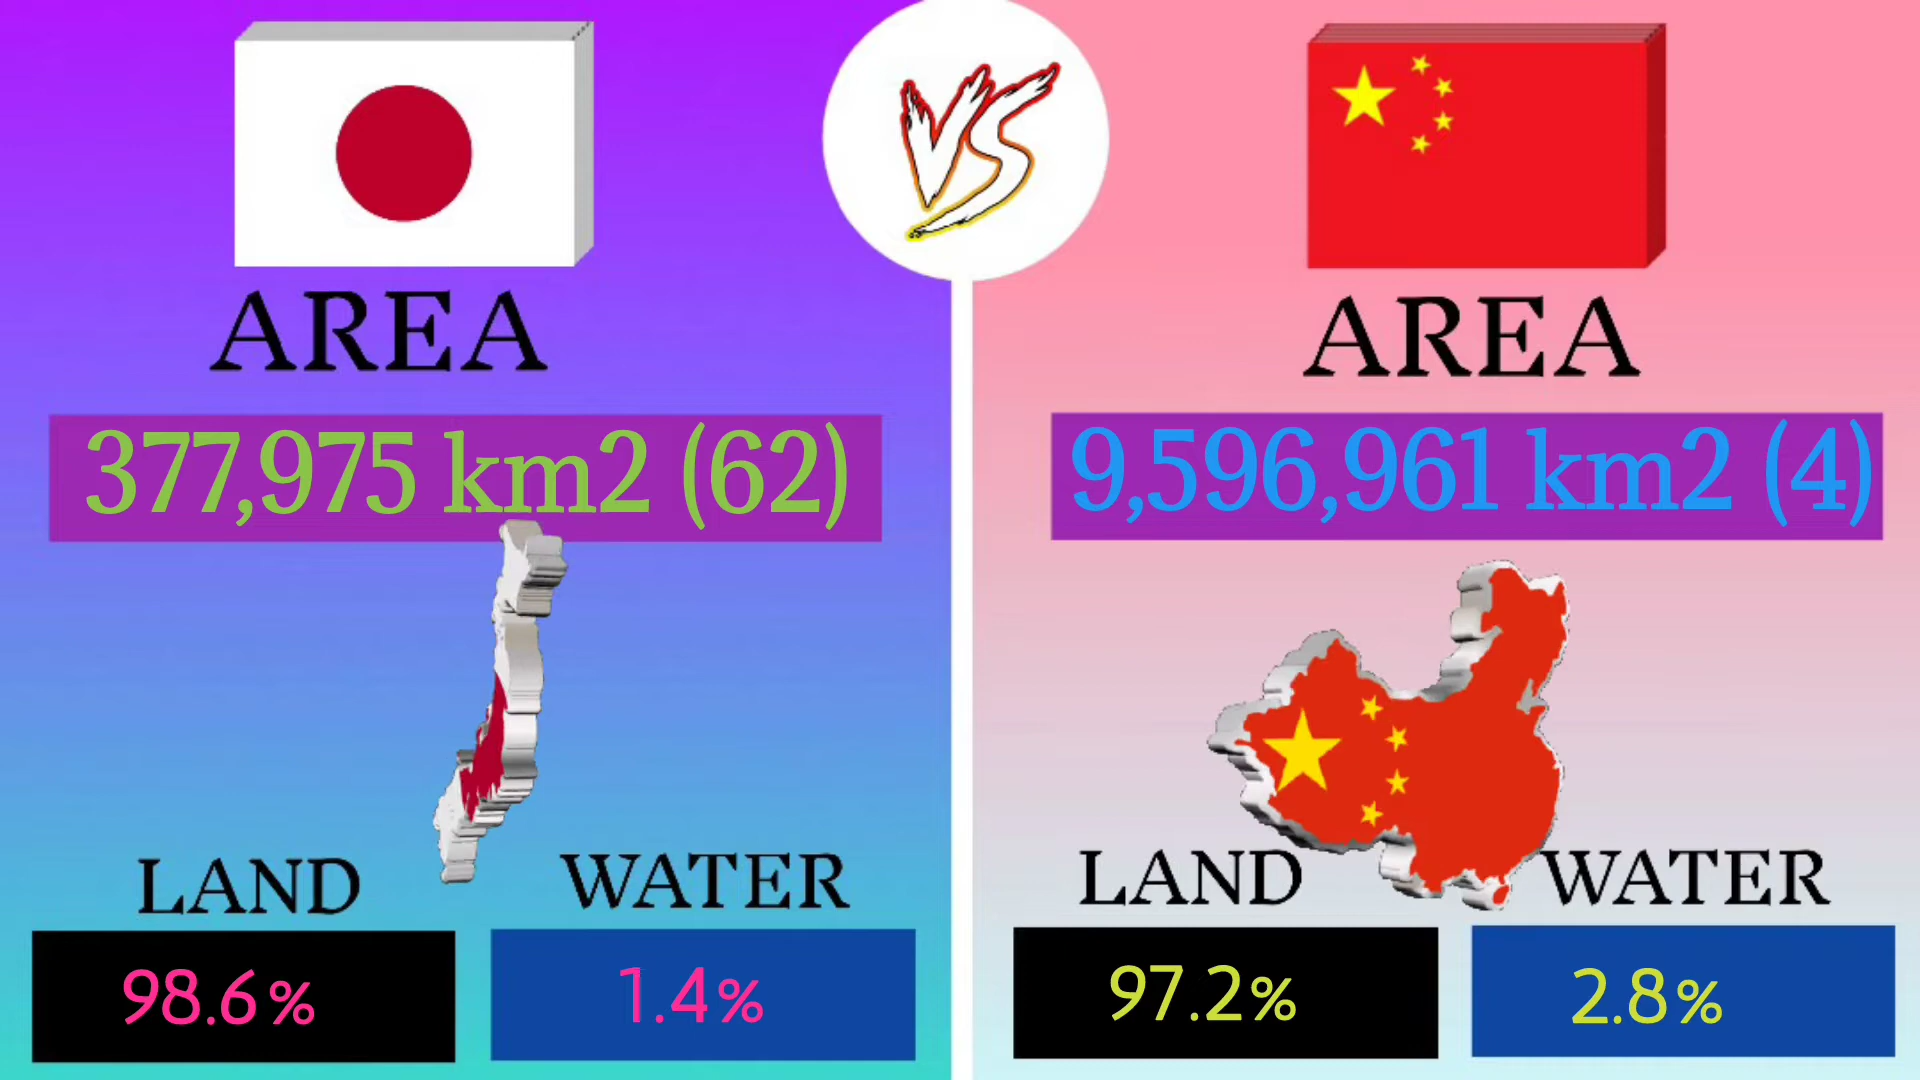 VS
AREA
377,975 km2 (62)
LAND
WATER
98.6%
1.4%
AREA
9,596,961 km2 (4)
LAND
WATER
97.2%
2.8%